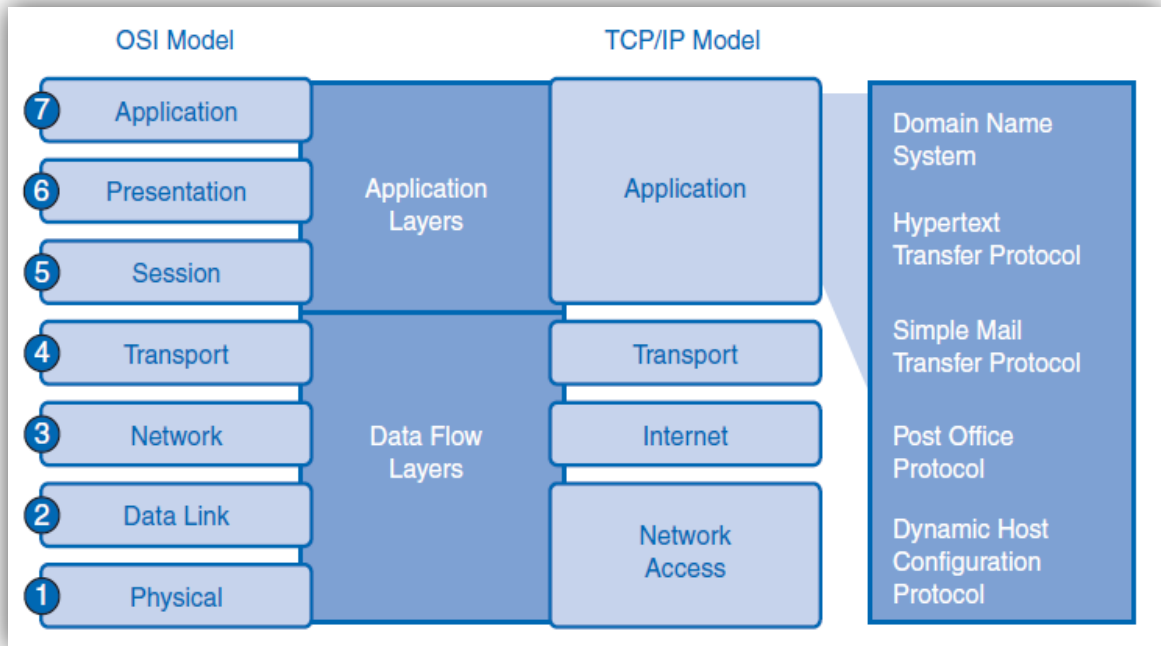 OSI Model
TCP/IP Model
7
Application
6
Presentation
5
Session
4
Transport
3
Network
2
Data Link
1
Physical
Application
Layers
Data Flow
Layers
Application
Transport
Internet
Network
Access
Domain Name
System
Hypertext
Transfer Protocol
Simple Mail
Transfer Protocol
Post Office
Protocol
Dynamic Host
Configuration
Protocol